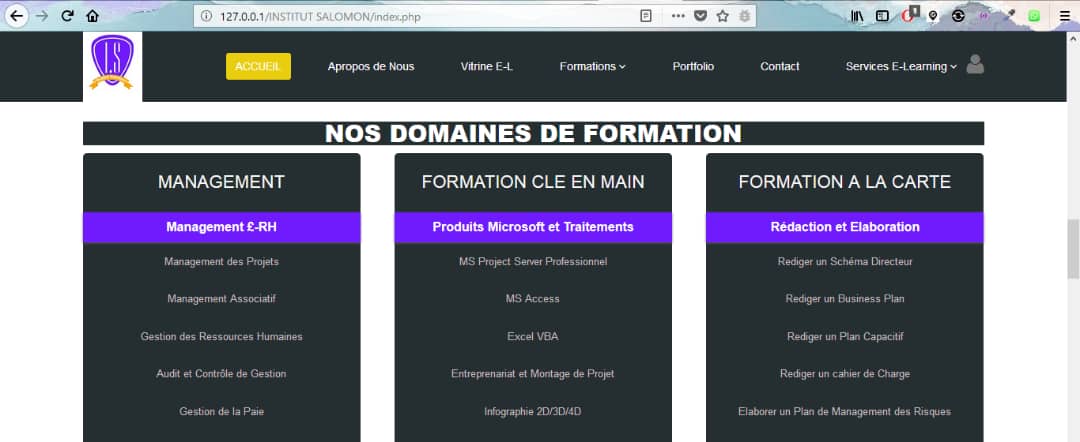 127.0.0.1/INSTITUT SALOMON/index.php
LS
ACCUEIL
Apropos de Nous
Vitrine E-L
Formations
Portfolio
Contact
Services E-Learning
NOS DOMAINES DE FORMATION
MANAGEMENT
Management £-RH
Management des Projets
Management Associatif
Gestion des Ressources Humaines
Audit et Contrôle de Gestion
Gestion de la Paie
FORMATION CLE EN MAIN
Produits Microsoft et Traitements
MS Project Server Professionnel
MS Access
Excel VBA
Entreprenariat et Montage de Projet
Infographie 2D/3D/4D
FORMATION A LA CARTE
Rédaction et Elaboration
Rediger un Schéma Directeur
Rediger un Business Plan
Rediger un Plan Capacitif
Rediger un cahier de Charge
Elaborer un Plan de Management des Risques